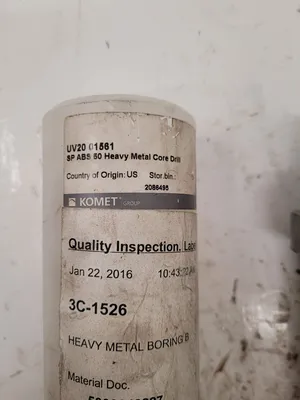 UV20 01561
SP ABS 50 Heavy Metal Core Drill
Country of Origin: US Stor.bin.:
2086495
KOMET GROUP
Quality Inspection. Label
Jan 22, 2016
3C-1526
HEAVY METAL BORING B
Material Doc.